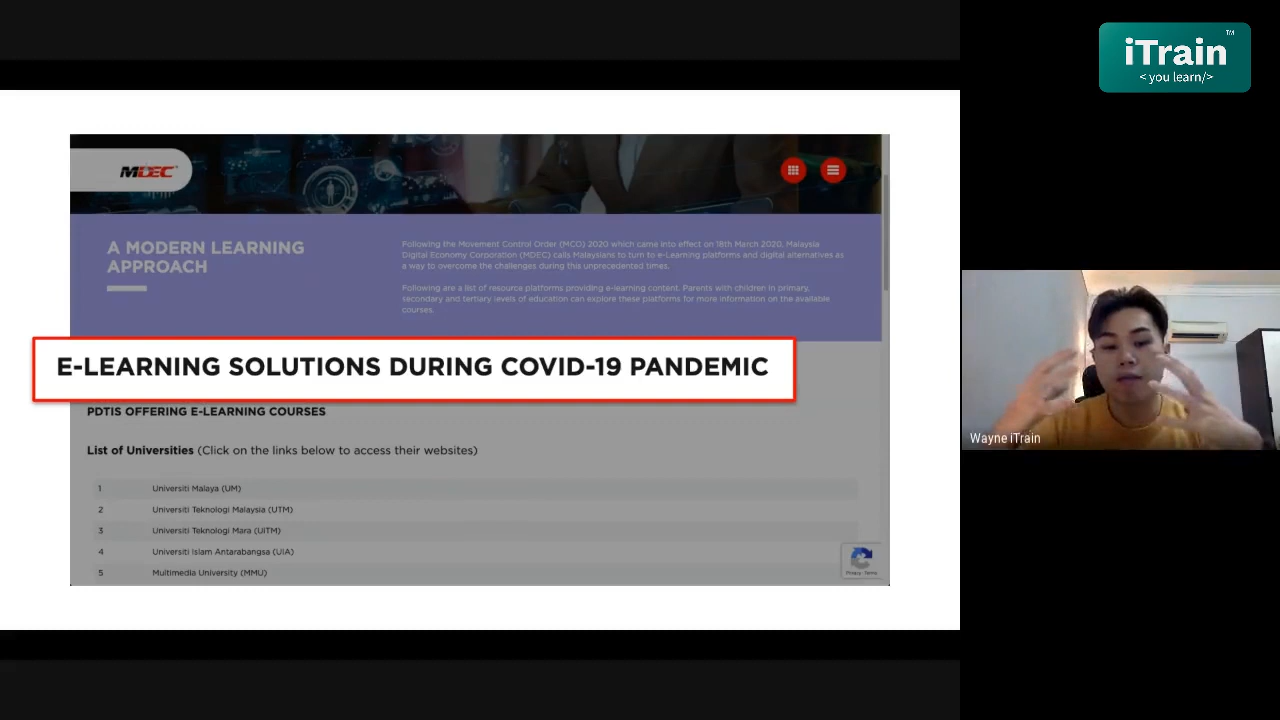 iTrain ™
< you learn/>
MDEC
A MODERN LEARNING
APPROACH
Following the Movement Control Order (MCO) 2020 which came into effect on 18th March 2020, Malaysia
Digital Economy Corporation (MDEC) calls Malaysians to turn to e-Learning platforms and digital alternatives as
a way to overcome the challenges during this unprecedented times.
Following are a list of resource platforms providing e-learning content. Parents with children in primary,
secondary and tertiary levels of education can explore these platforms for more information on the available
courses.
E-LEARNING SOLUTIONS DURING COVID-19 PANDEMIC
PDTIS OFFERING E-LEARNING COURSES
List of Universities (Click on the links below to access their websites)
1 Universiti Malaya (UM)
2 Universiti Teknologi Malaysia (UTM)
3 Universiti Teknologi Mara (UiTM)
4 Universiti Islam Antarabangsa (UIA)
5 Multimedia University (MMU)
Privacy - Terms
Wayne iTrain